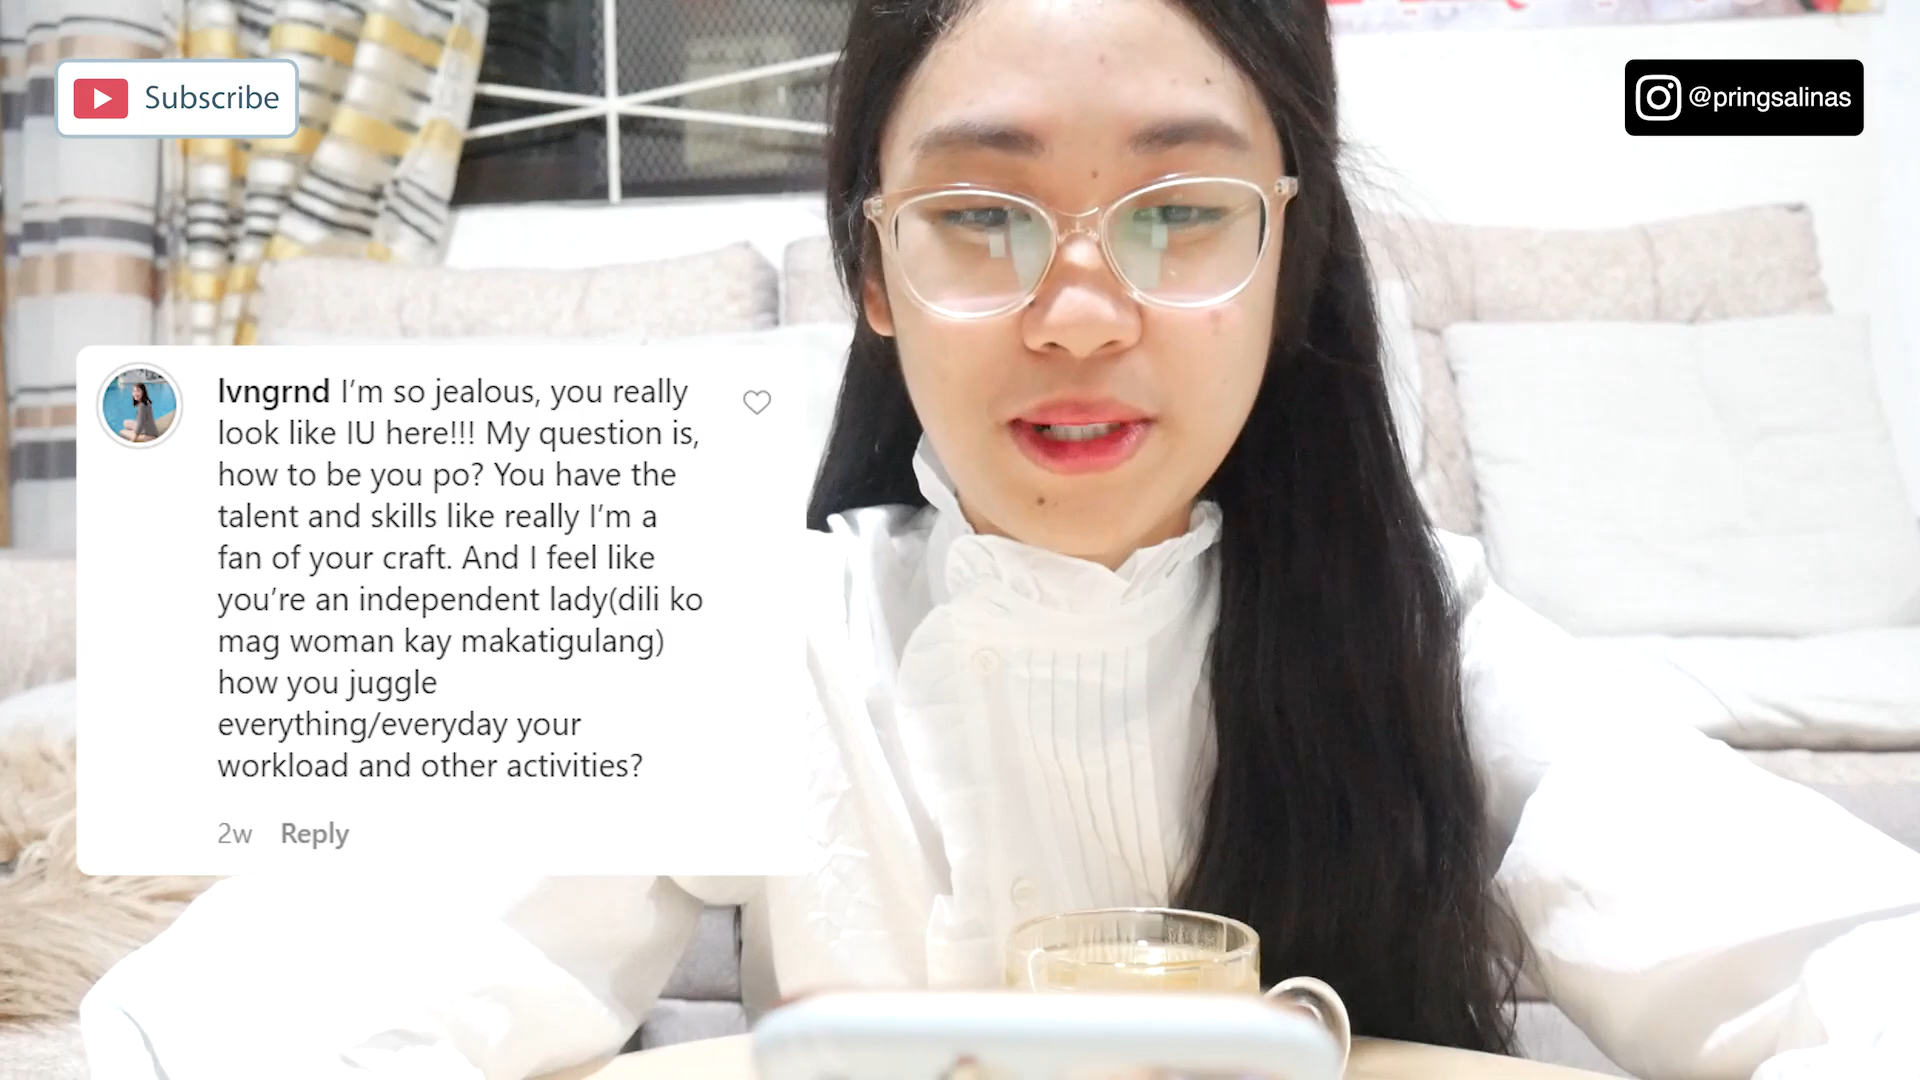 Subscribe
@pringsalinas
lvngrnd I’m so jealous, you really
look like IU here!!! My question is,
how to be you po? You have the
talent and skills like really I’m a
fan of your craft. And I feel like
you’re an independent lady(dili ko
mag woman kay makatigulang)
how you juggle
everything/everyday your
workload and other activities?
2w Reply